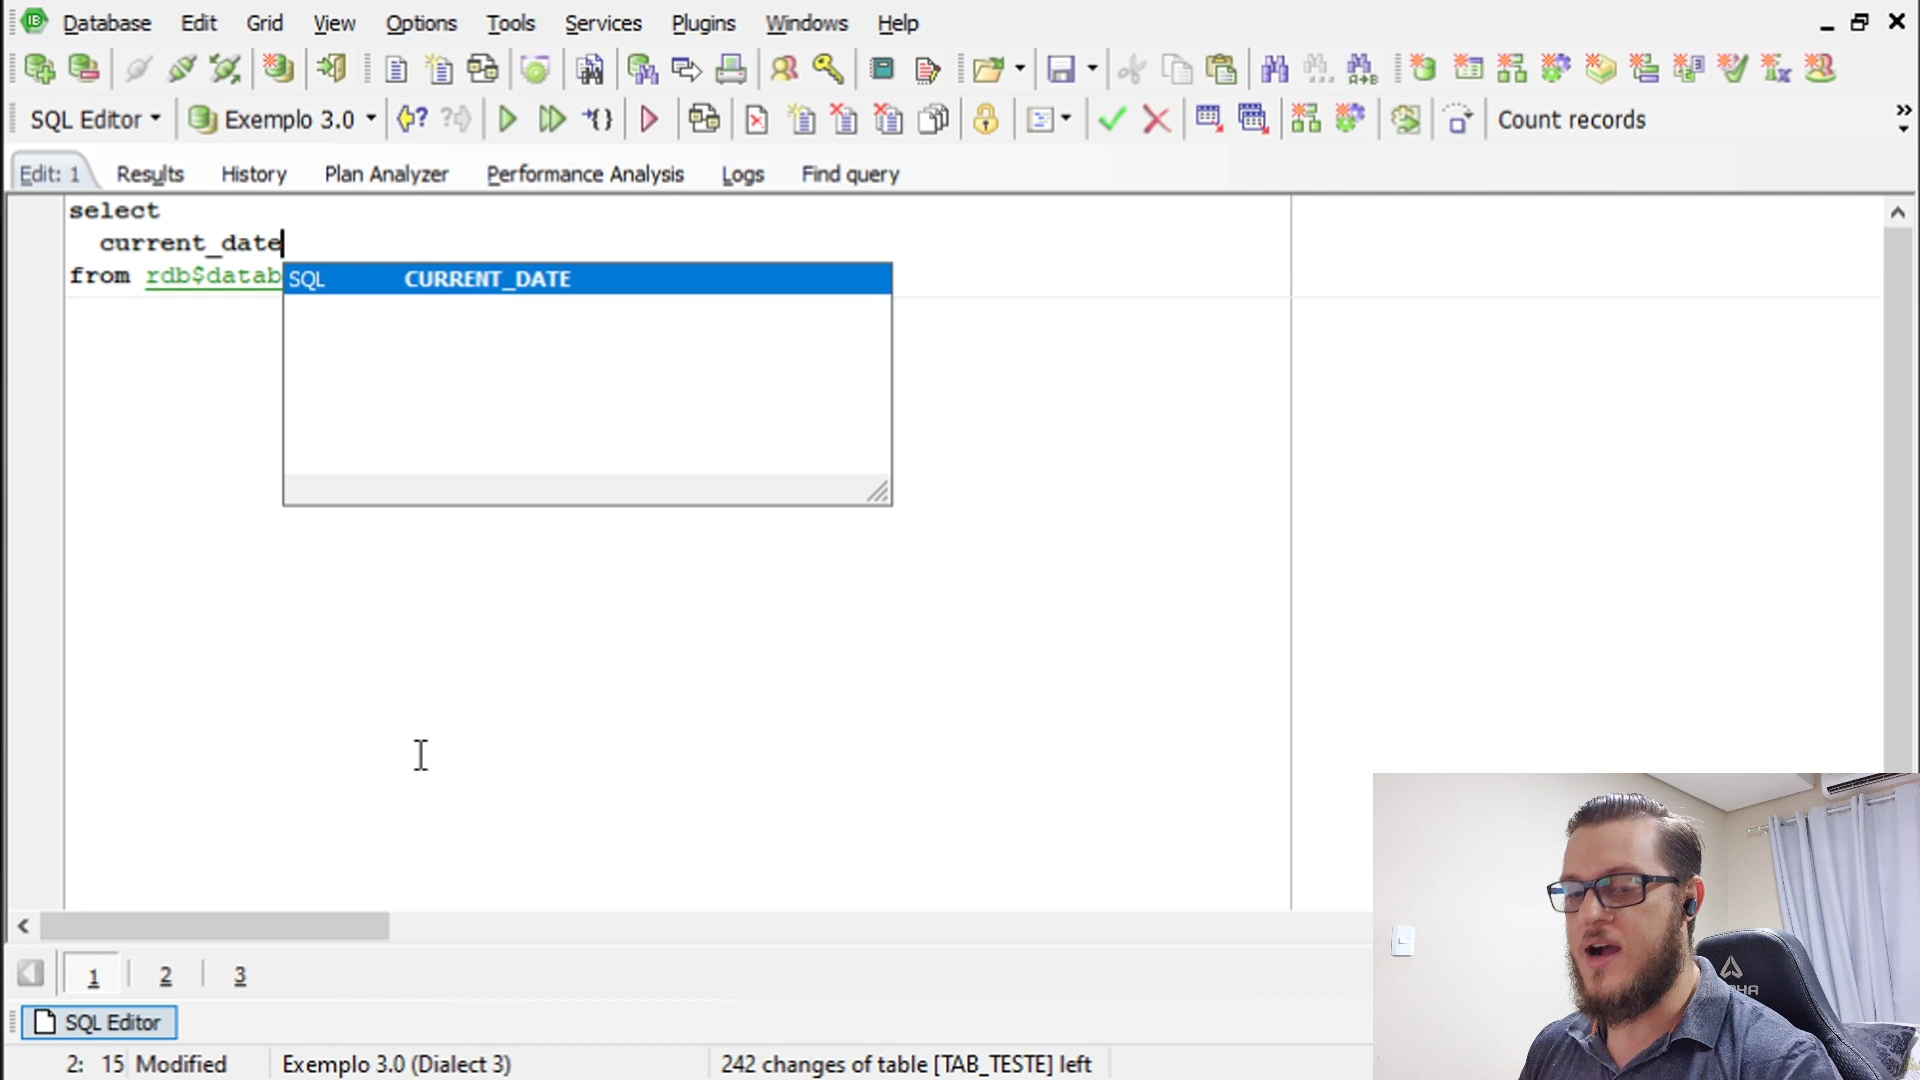 Database Edit Grid View Options Tools Services Plugins Windows Help
SQL Editor Exemplo 3.0 Count records
Edit: 1 Results History Plan Analyzer Performance Analysis Logs Find query
select
current_date
from rdb$datab
SQL CURRENT_DATE
1 2 3
SQL Editor
2: 15 Modified Exemplo 3.0 (Dialect 3) 242 changes of table [TAB_TESTE] left